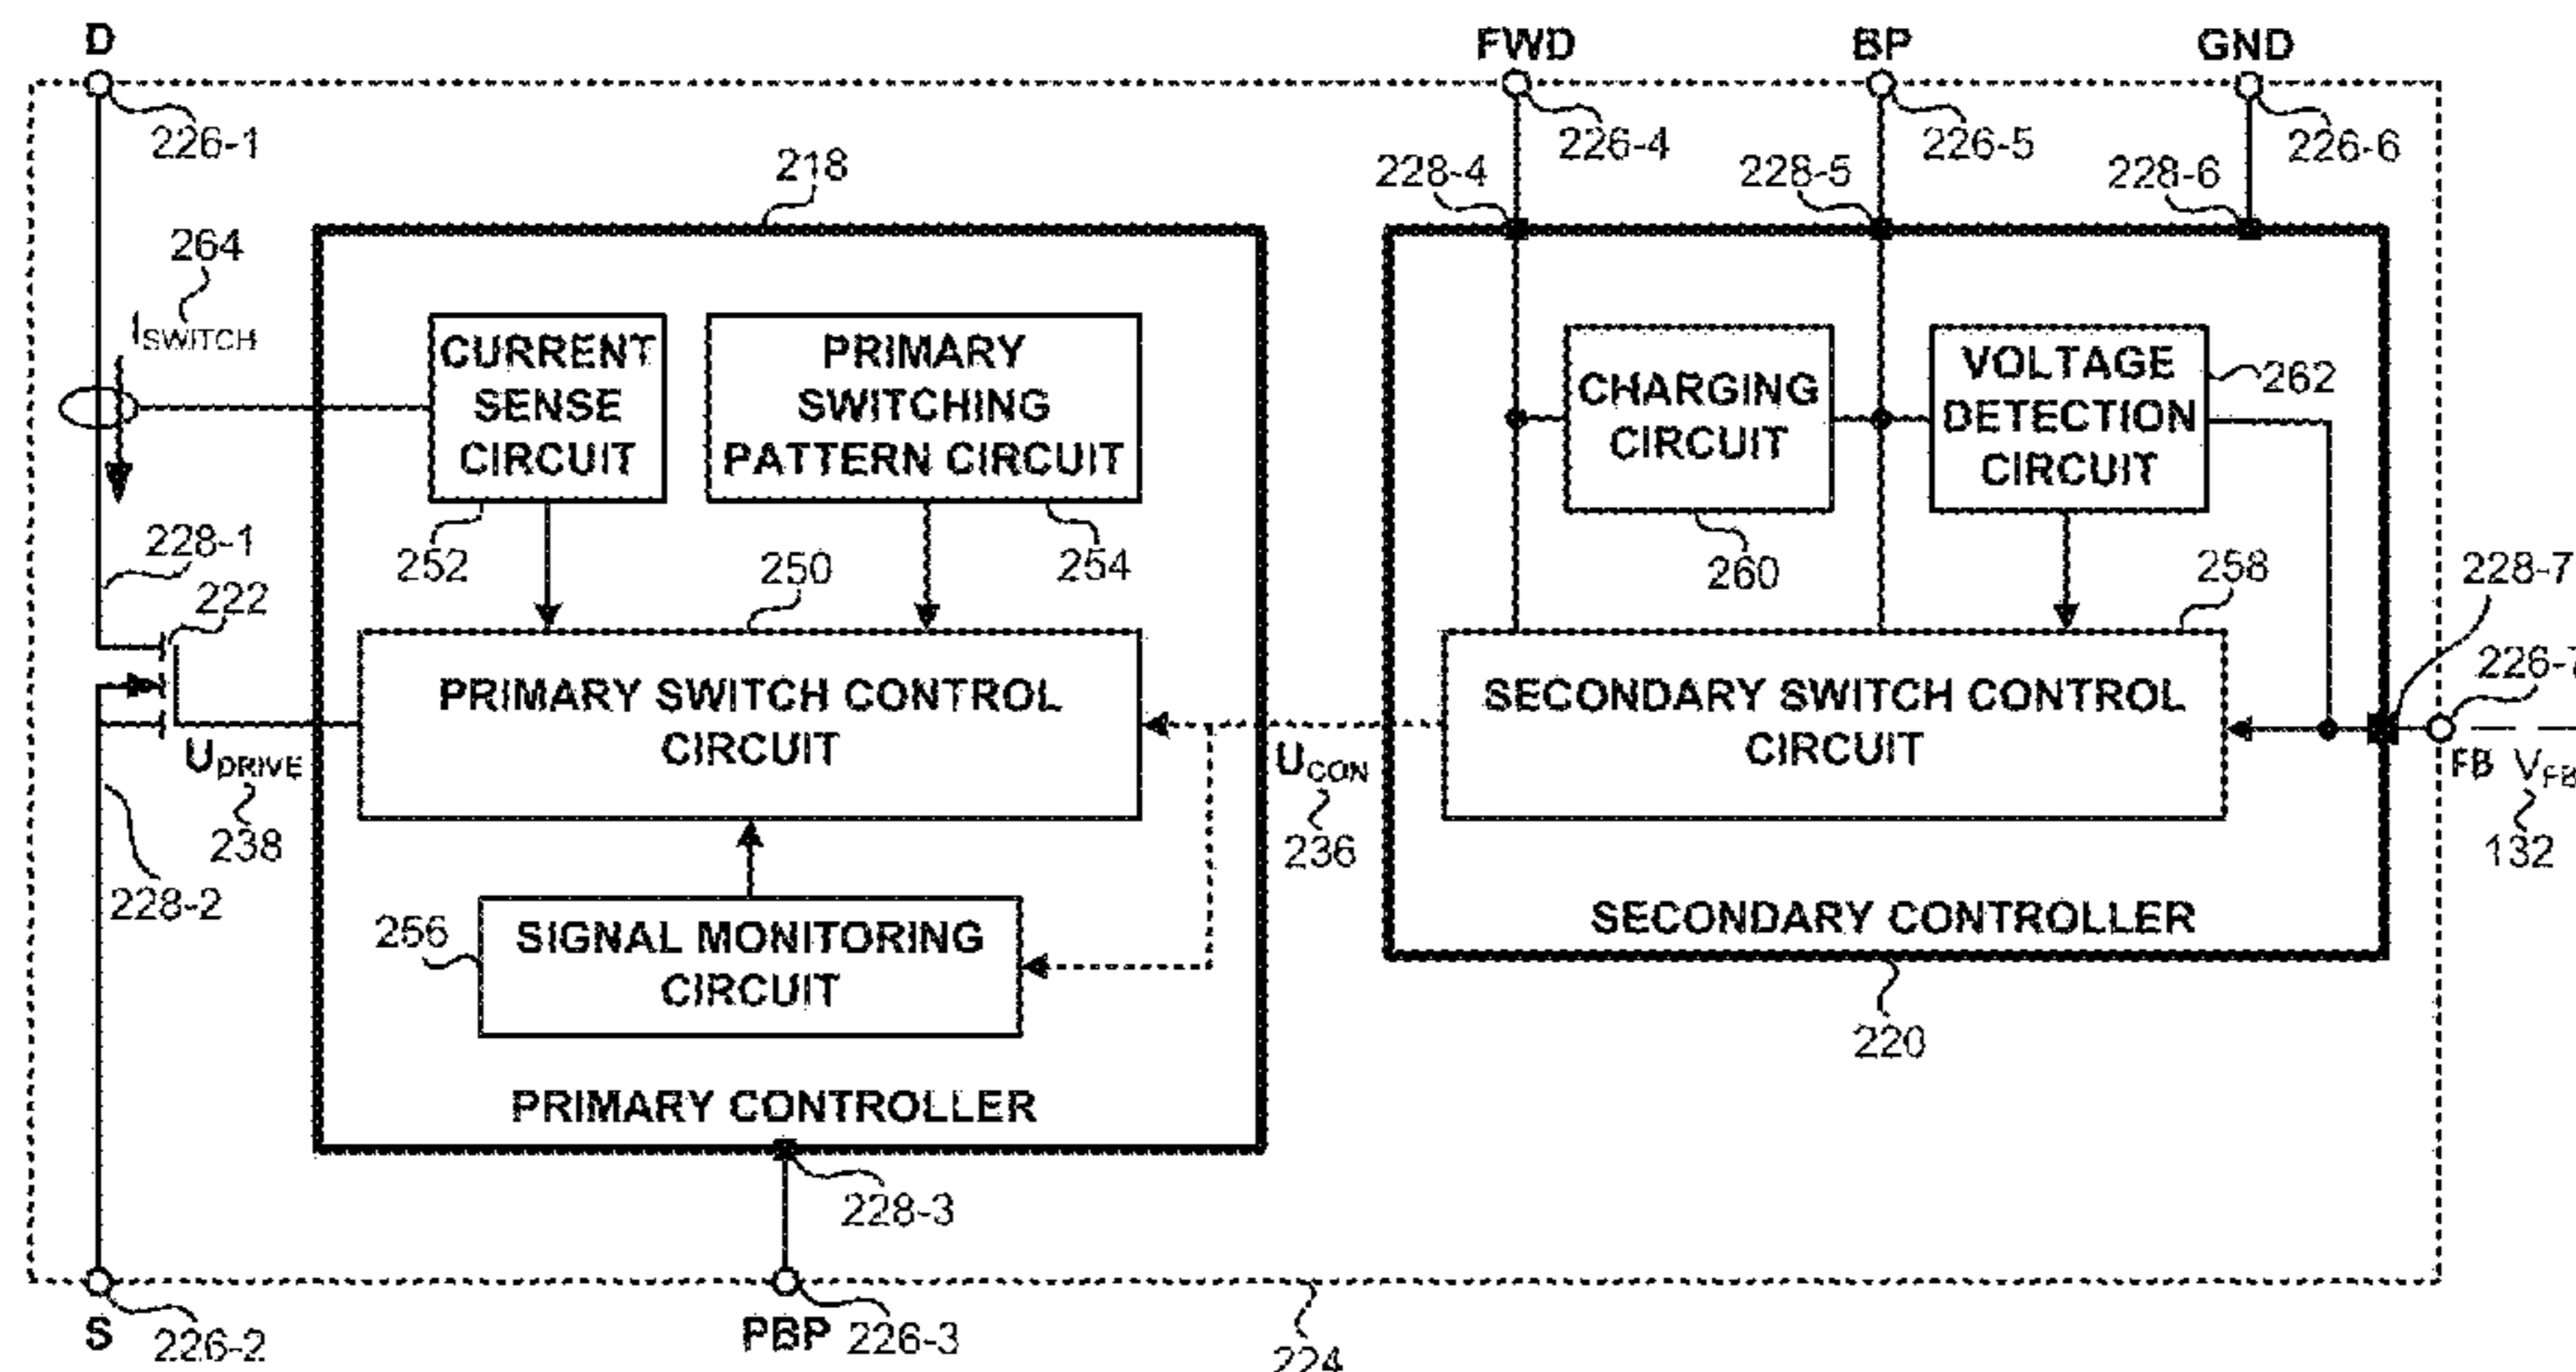 D
FWD
BP
GND
226-1
226-4
226-5
226-6
218
228-4
228-5
228-6
264
ISWITCH
CURRENT
SENSE
CIRCUIT
PRIMARY
SWITCHING
PATTERN CIRCUIT
CHARGING
CIRCUIT
VOLTAGE
DETECTION
CIRCUIT
262
228-1
252
250
254
260
258
228-7
222
PRIMARY SWITCH CONTROL
CIRCUIT
SECONDARY SWITCH CONTROL
CIRCUIT
226-7
UDRIVE
UCON
FB VFB
238
236
132
228-2
256
SIGNAL MONITORING
CIRCUIT
SECONDARY CONTROLLER
220
PRIMARY CONTROLLER
228-3
S
226-2
PBP
226-3
224